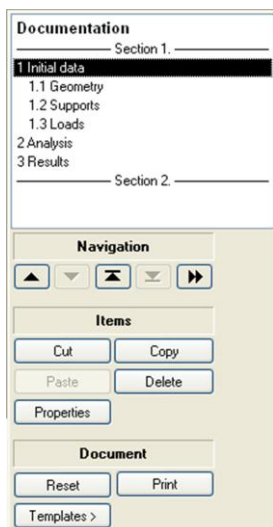 Documentation
Section 1.
1 Initial data
1.1 Geometry
1.2 Supports
1.3 Loads
2 Analysis
3 Results
Section 2.
Navigation
Items
Cut Copy
Paste Delete
Properties
Document
Reset Print
Templates >